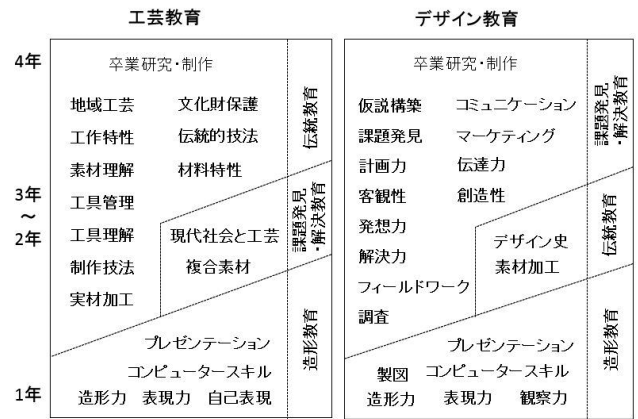 工芸教育
4年
3年
～
2年
1年
卒業研究・制作
地域工芸 文化財保護
工作特性 伝統的技法
素材理解 材料特性
工具管理
工具理解 現代社会と工芸
制作技法 複合素材
実材加工
プレゼンテーション
コンピュータースキル
造形力 表現力 自己表現
伝統教育
課題発見
・解決教育
造形教育
デザイン教育
卒業研究・制作
仮説構築 コミュニケーション
課題発見 マーケティング
計画力 伝達力
客観性 創造性
発想力
解決力
デザイン史
素材加工
フィールドワーク
調査
プレゼンテーション
製図 コンピュータースキル
造形力 表現力 観察力
課題発見
・解決教育
伝統教育
造形教育